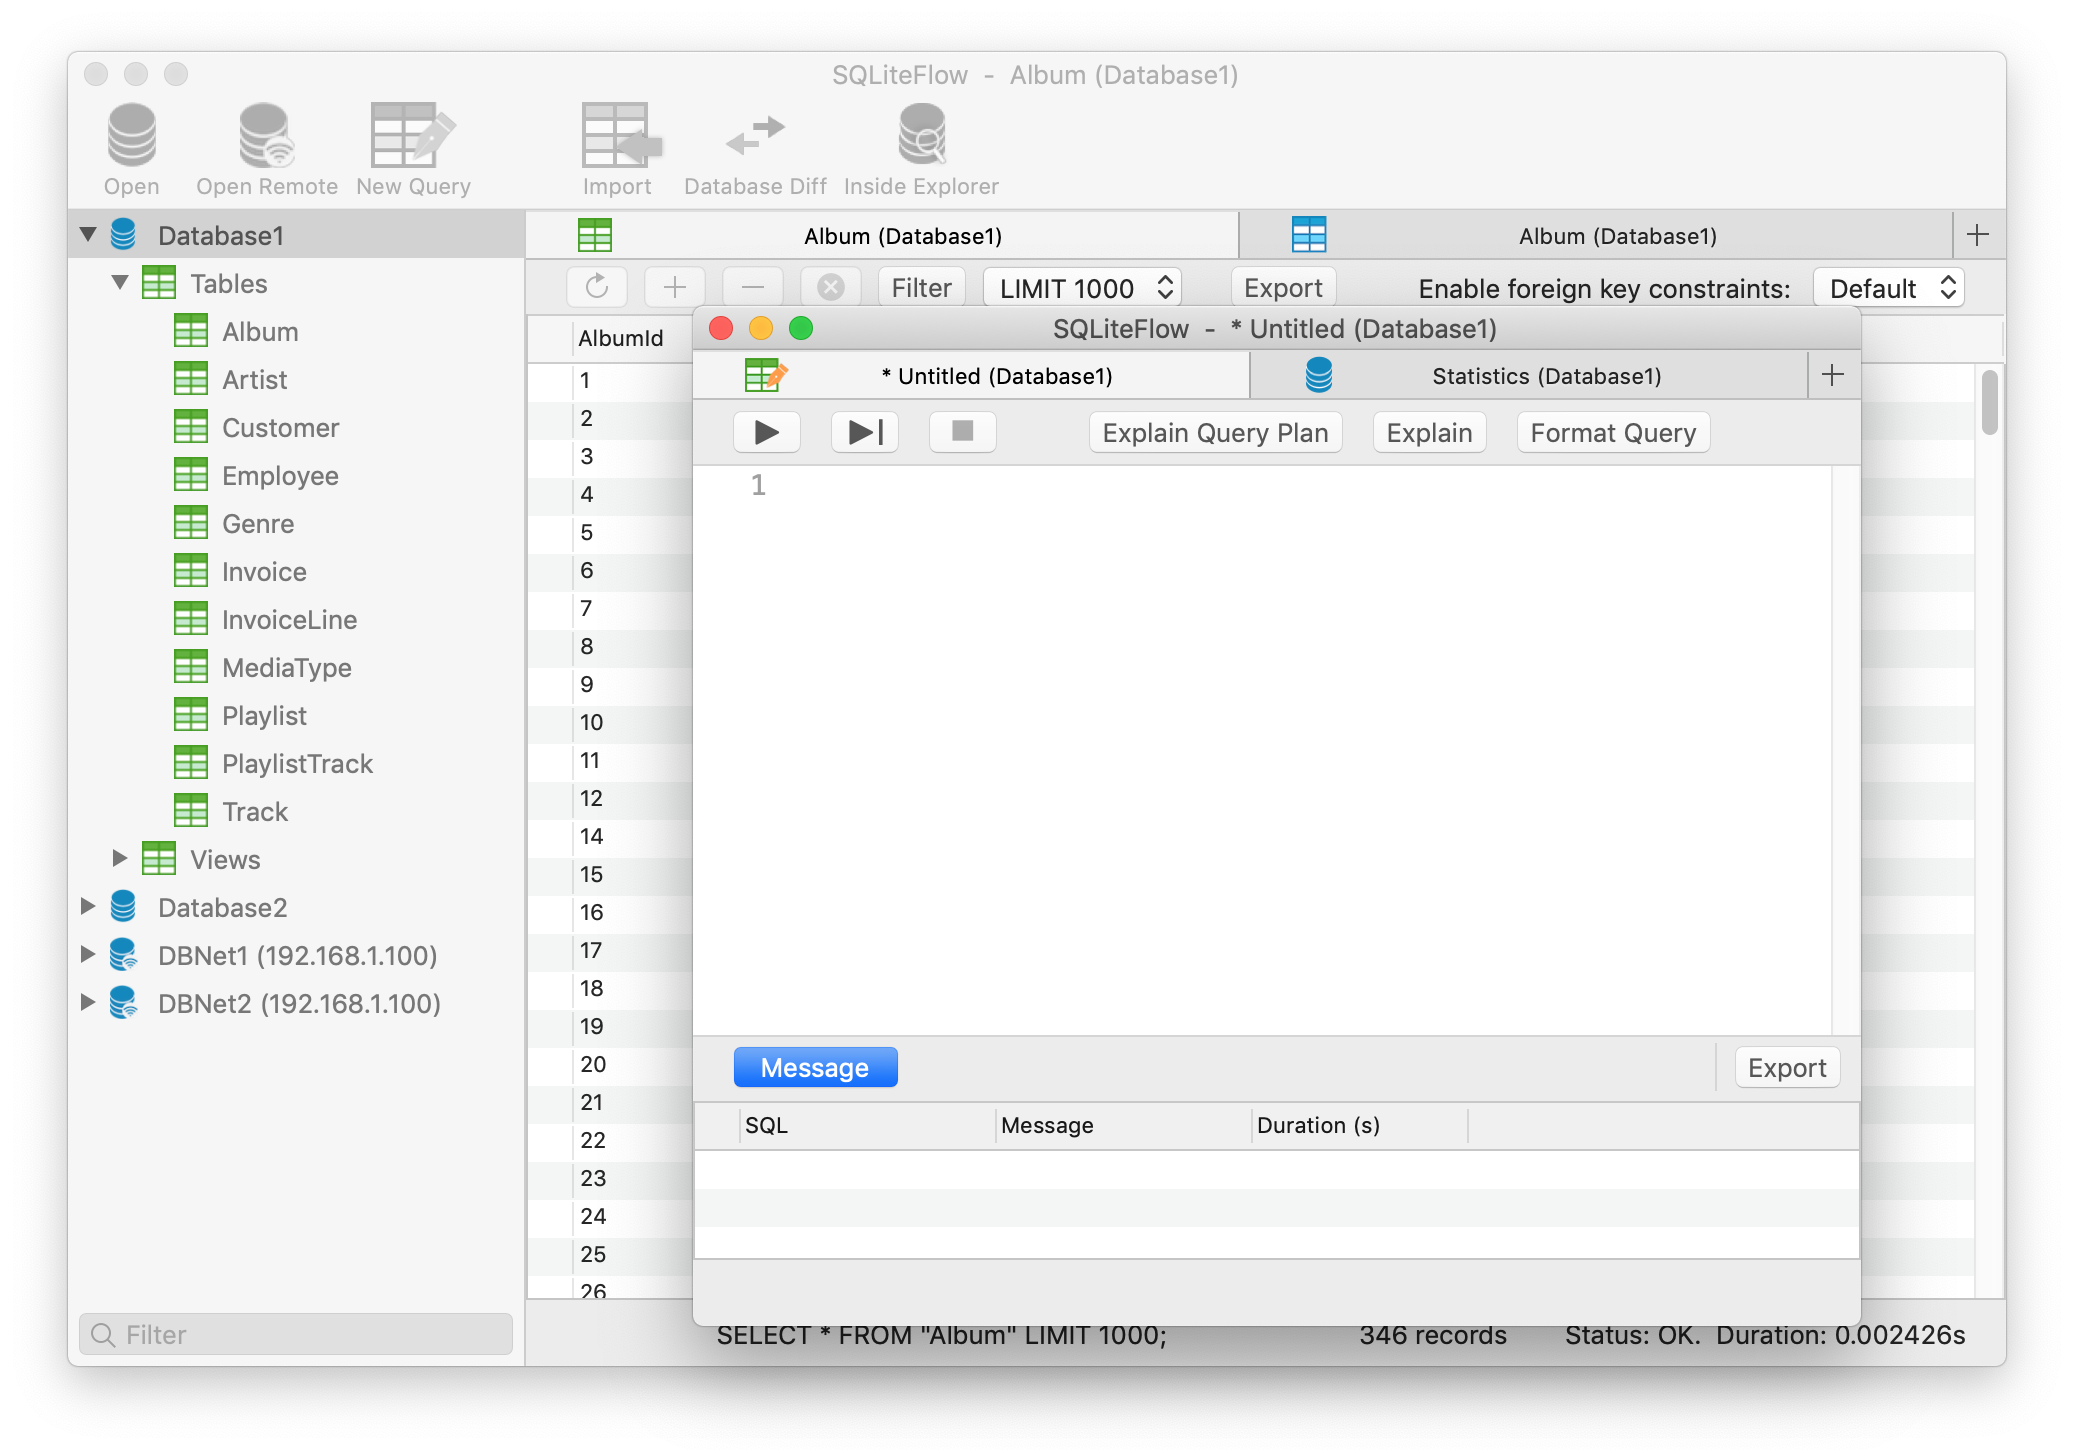 SQLiteFlow - Album (Database1)
Open
Open Remote
New Query
Import
Database Diff
Inside Explorer
Database1
Tables
Album
Artist
Customer
Employee
Genre
Invoice
InvoiceLine
MediaType
Playlist
PlaylistTrack
Track
Views
Database2
DBNet1 (192.168.1.100)
DBNet2 (192.168.1.100)
Filter
Album (Database1)
Album (Database1)
Filter
LIMIT 1000
Export
Enable foreign key constraints:
Default
AlbumId
1
2
3
4
5
6
7
8
9
10
11
12
14
15
16
17
18
19
20
21
22
23
24
25
26
SQLiteFlow - * Untitled (Database1)
* Untitled (Database1)
Statistics (Database1)
Explain Query Plan
Explain
Format Query
1
Message
Export
SQL
Message
Duration (s)
SELECT * FROM "Album" LIMIT 1000;
346 records
Status: OK. Duration: 0.002426s